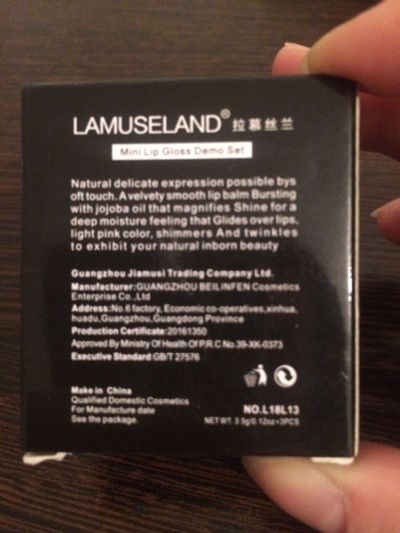 LAMUSELAND® 拉慕丝兰
Mini Lip Gloss Demo Set
Natural delicate expression possible bys
oft touch. A velvety smooth lip balm Bursting
with jojoba oil that magnifies Shine for a
deep moisture feeling that Glides over lips,
light pink color, shimmers And twinkles
to exhibit your natural inborn beauty
Guangzhou Jiamusi Trading Company Ltd.
Manufacturer:GUANGZHOU BEILINFEN Cosmetics
Enterprise Co.,Ltd
Address:No.6 factory, Economic co-operatives,xinhua,
huadu,Guangzhou,Guangdong Province
Production Certificate:20161350
Approved By Ministry Of Health Of P.R.C No.39-XK-0373
Executive Standard:GB/T 27576
Made in China
Qualified Domestic Cosmetics
For Manufacture date
See the package.
NO.L18L13
NET WT. 3.5g/0.12oz×3PCS